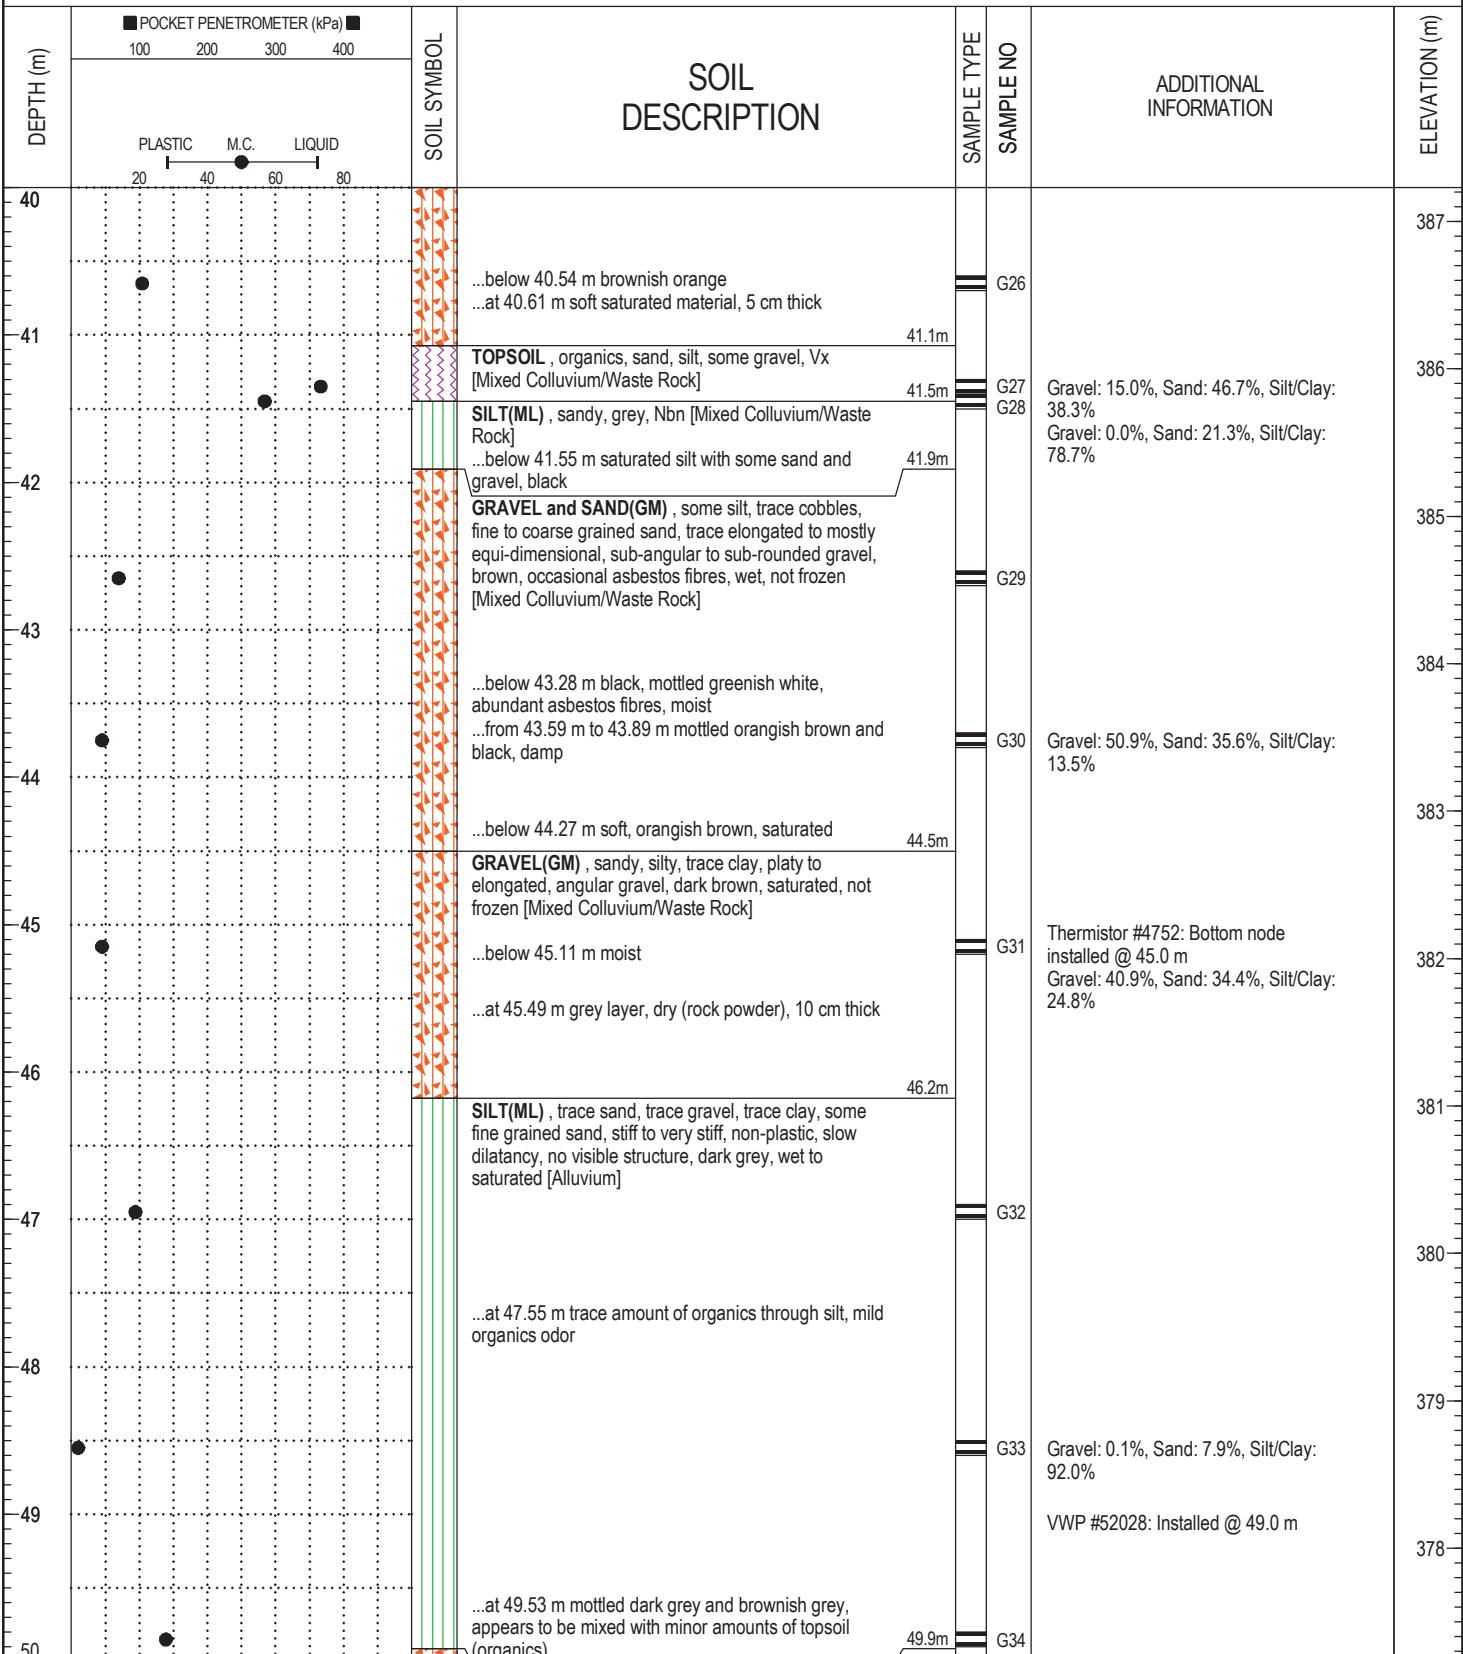 POCKET PENETROMETER (kPa)
100 200 300 400
DEPTH (m)
PLASTIC M.C. LIQUID
20 40 60 80
SOIL SYMBOL
SOIL
DESCRIPTION
SAMPLE TYPE
SAMPLE NO
ADDITIONAL
INFORMATION
ELEVATION (m)
40
387
...below 40.54 m brownish orange
...at 40.61 m soft saturated material, 5 cm thick
G26
41
41.1m
TOPSOIL , organics, sand, silt, some gravel, Vx
[Mixed Colluvium/Waste Rock]
41.5m
386
G27
G28
Gravel: 15.0%, Sand: 46.7%, Silt/Clay:
38.3%
Gravel: 0.0%, Sand: 21.3%, Silt/Clay:
78.7%
SILT(ML) , sandy, grey, Nbn [Mixed Colluvium/Waste
Rock]
...below 41.55 m saturated silt with some sand and
gravel, black
41.9m
42
GRAVEL and SAND(GM) , some silt, trace cobbles,
fine to coarse grained sand, trace elongated to mostly
equi-dimensional, sub-angular to sub-rounded gravel,
brown, occasional asbestos fibres, wet, not frozen
[Mixed Colluvium/Waste Rock]
385
G29
43
384
...below 43.28 m black, mottled greenish white,
abundant asbestos fibres, moist
...from 43.59 m to 43.89 m mottled orangish brown and
black, damp
G30
Gravel: 50.9%, Sand: 35.6%, Silt/Clay:
13.5%
44
383
...below 44.27 m soft, orangish brown, saturated
44.5m
GRAVEL(GM) , sandy, silty, trace clay, platy to
elongated, angular gravel, dark brown, saturated, not
frozen [Mixed Colluvium/Waste Rock]
45
...below 45.11 m moist
G31
Thermistor #4752: Bottom node
installed @ 45.0 m
Gravel: 40.9%, Sand: 34.4%, Silt/Clay:
24.8%
382
...at 45.49 m grey layer, dry (rock powder), 10 cm thick
46
46.2m
381
SILT(ML) , trace sand, trace gravel, trace clay, some
fine grained sand, stiff to very stiff, non-plastic, slow
dilatancy, no visible structure, dark grey, wet to
saturated [Alluvium]
47
G32
380
...at 47.55 m trace amount of organics through silt, mild
organics odor
48
379
G33
Gravel: 0.1%, Sand: 7.9%, Silt/Clay:
92.0%
49
VWP #52028: Installed @ 49.0 m
378
...at 49.53 m mottled dark grey and brownish grey,
appears to be mixed with minor amounts of topsoil
(organics)
49.9m
G34
50